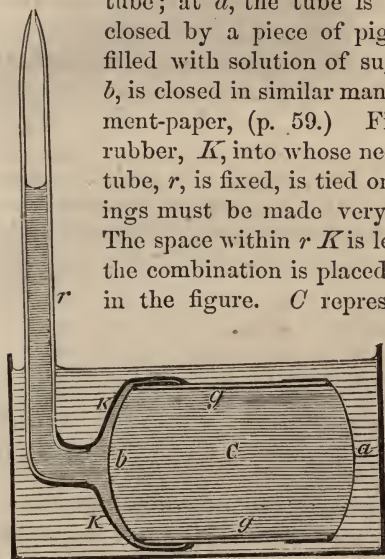 tube; at a, the tube is
closed by a piece of pig
filled with solution of su
b, is closed in similar man
ment-paper, (p. 59.) Fi
rubber, K, into whose ne
tube, r, is fixed, is tied or
ings must be made very
The space within r K is le
the combination is placed
in the figure. C repres
r
K
g
b
C
a
K
g